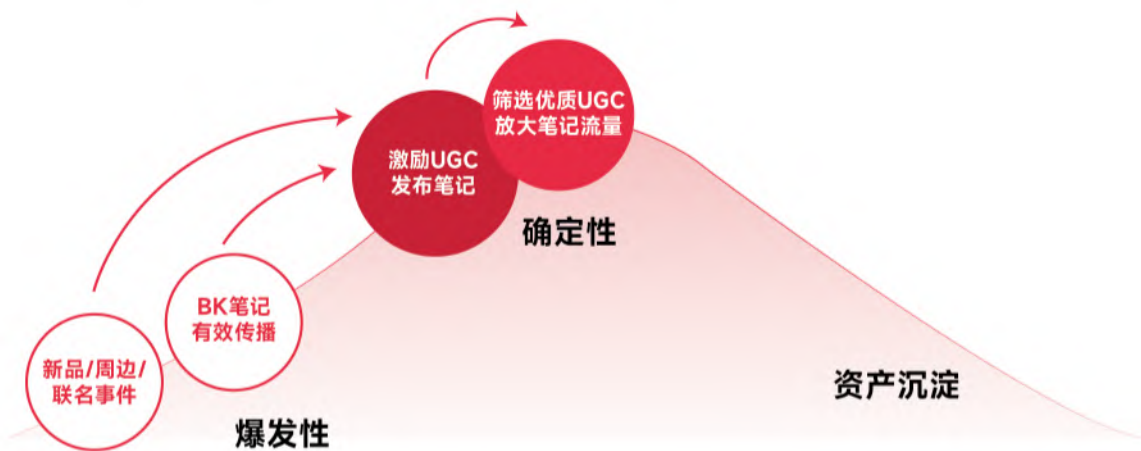 筛选优质UGC
放大笔记流量
激励UGC
发布笔记
确定性
BK笔记
有效传播
新品/周边/
联名事件
资产沉淀
爆发性